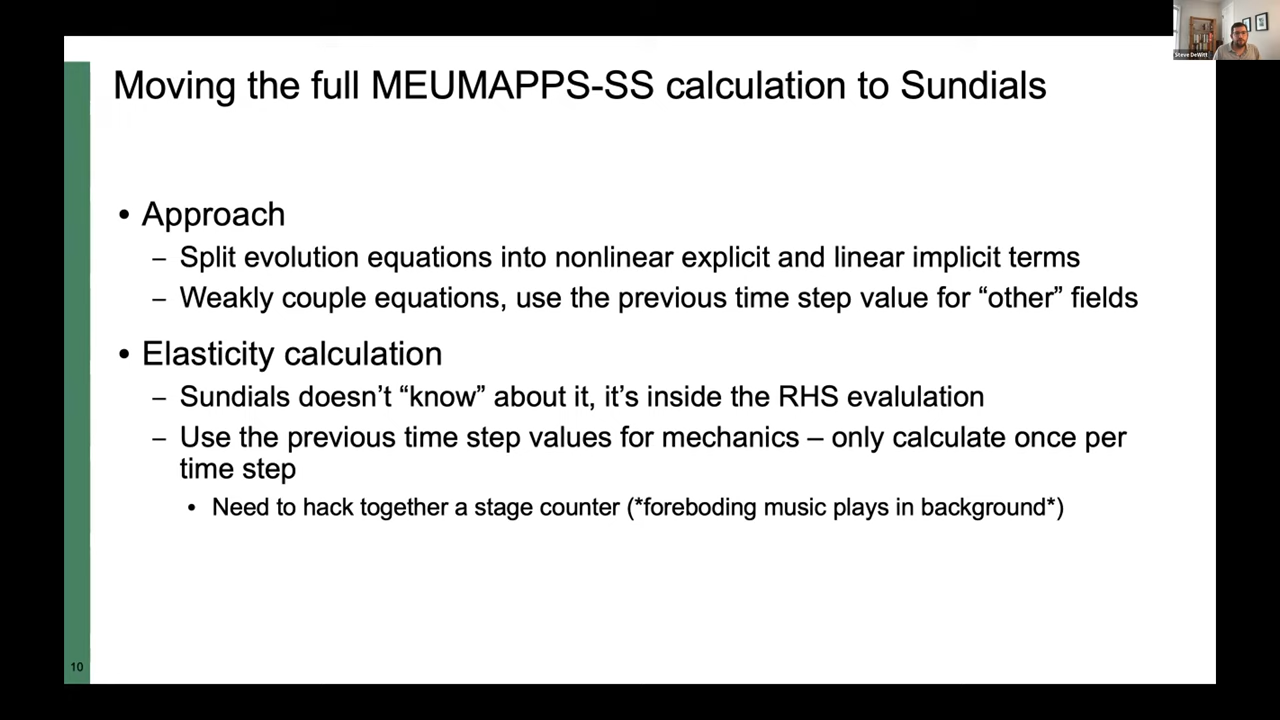 Steve DeWitt
Moving the full MEUMAPPS-SS calculation to Sundials
• Approach
– Split evolution equations into nonlinear explicit and linear implicit terms
– Weakly couple equations, use the previous time step value for “other” fields
• Elasticity calculation
– Sundials doesn’t “know” about it, it’s inside the RHS evalulation
– Use the previous time step values for mechanics – only calculate once per
time step
• Need to hack together a stage counter (*foreboding music plays in background*)
10